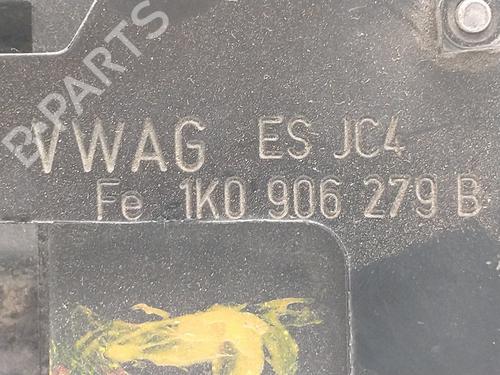 B-PARTS
VWAG ES JC4
Fe 1K0 906 279 B